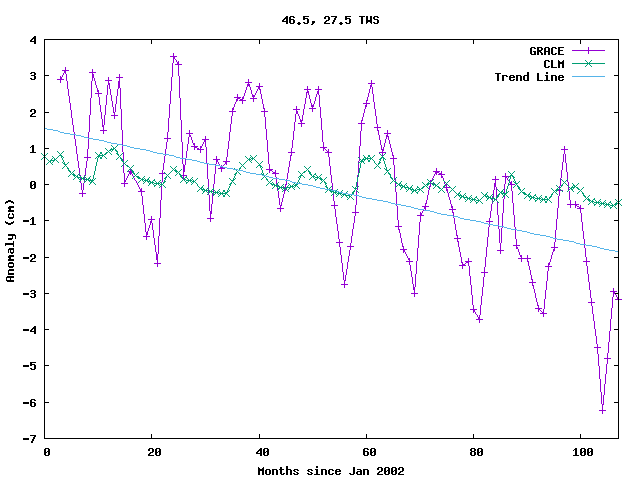 46.5, 27.5 TWS
GRACE
CLM
Trend Line
4
3
2
1
0
-1
-2
-3
-4
-5
-6
-7
Anomaly (cm)
0 20 40 60 80 100
Months since Jan 2002